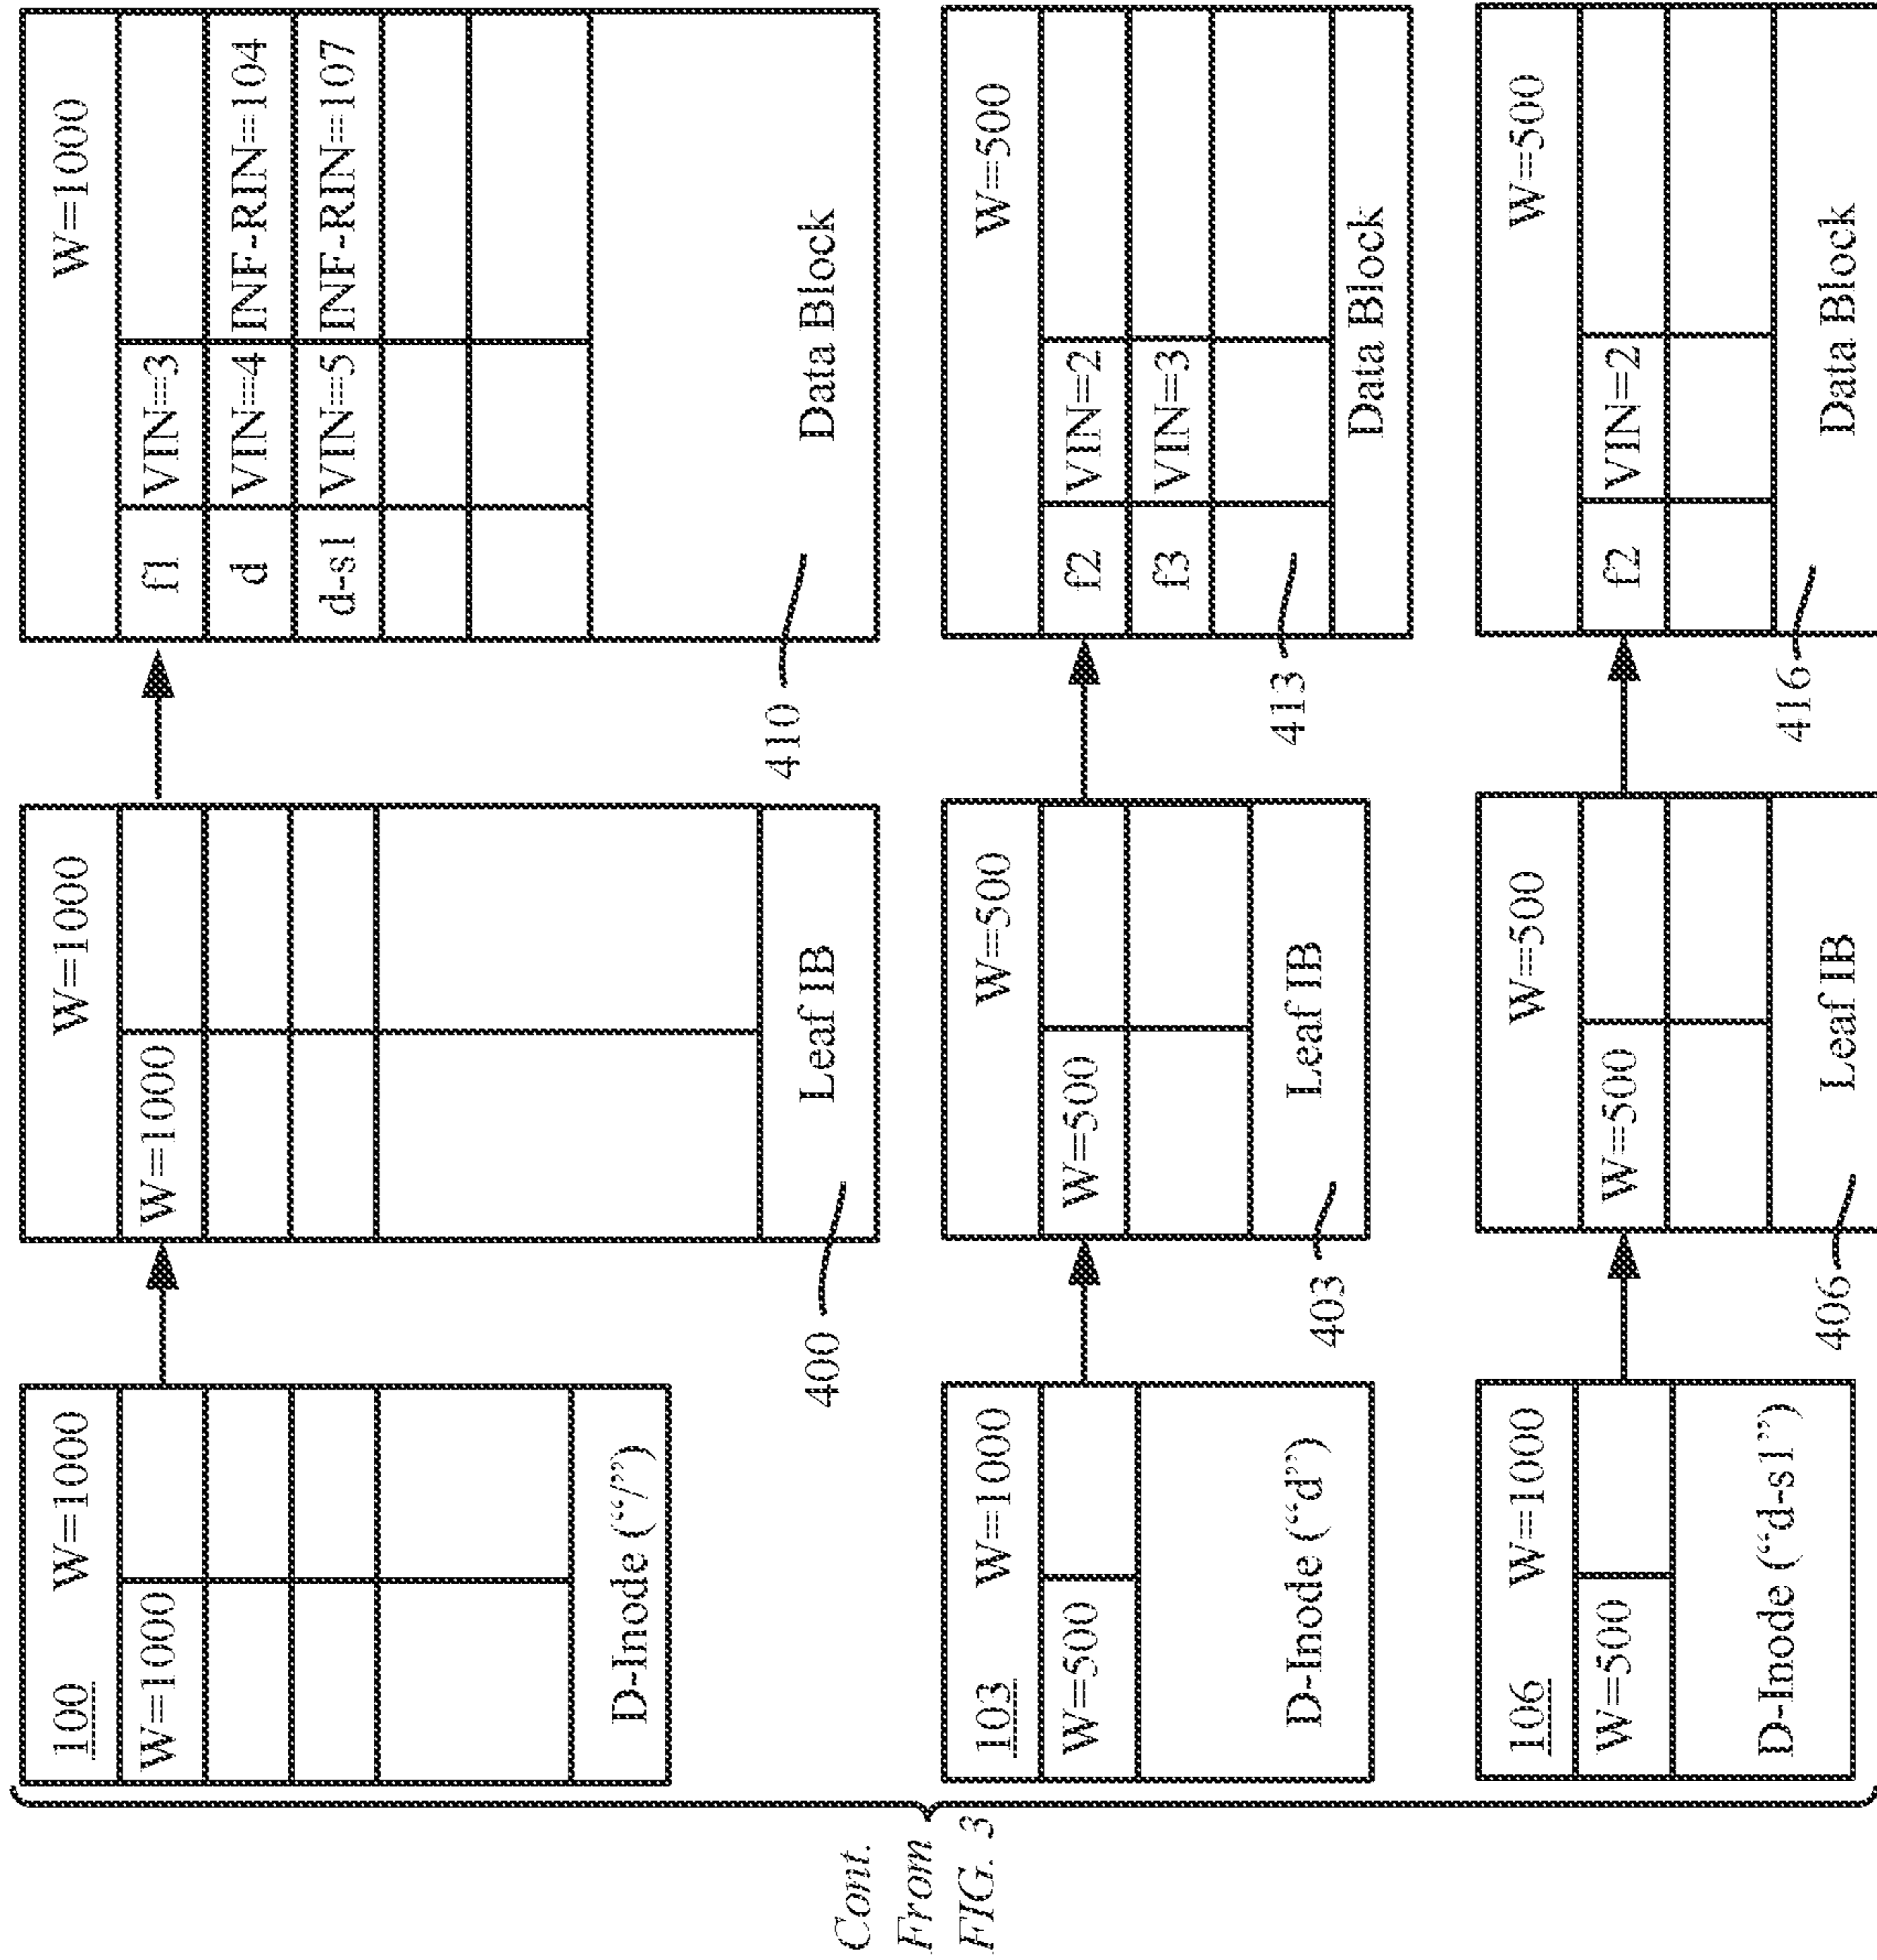 Cont.
From
FIG. 3
100 W=1000
W=1000
D-Inode (“/”)
400
W=1000
W=1000
Leaf IB
410
W=1000
f1 VIN=3
d VIN=4 INF-RIN=104
d-s1 VIN=5 INF-RIN=107
Data Block
103 W=1000
W=500
D-Inode (“d”)
403
W=500
W=500
Leaf IB
413
W=500
f2 VIN=2
f3 VIN=3
Data Block
106 W=1000
W=500
D-Inode (“d-s1”)
406
W=500
W=500
Leaf IB
416
W=500
f2 VIN=2
Data Block